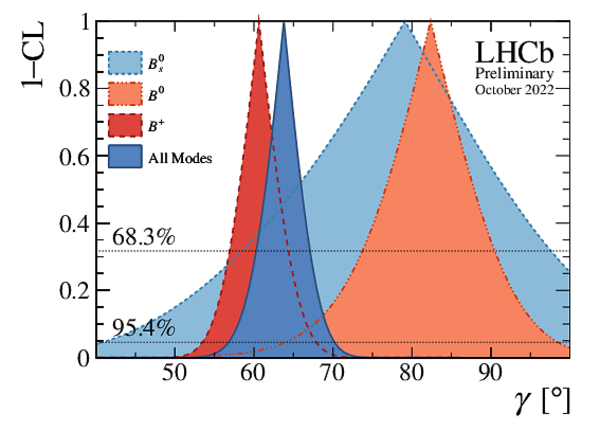 1–CL
1
0.8
0.6
0.4
0.2
0
LHCb
Preliminary
October 2022
B⁰ₛ
B⁰
B⁺
All Modes
68.3%
95.4%
50 60 70 80 90
γ [°]